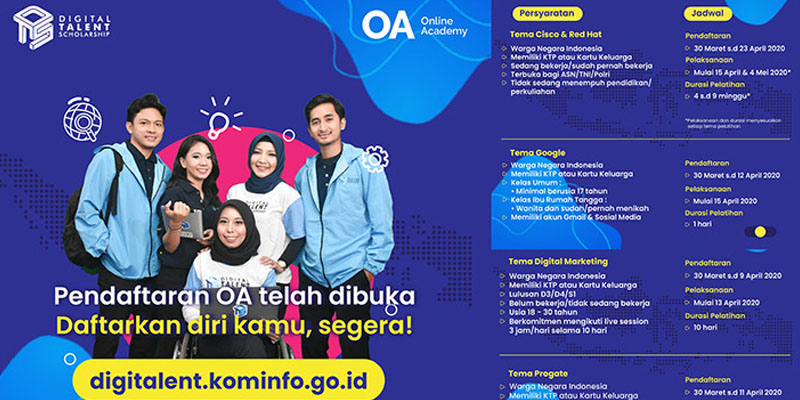 DIGITAL
TALENT
SCHOLARSHIP
OA Online
Academy
DIGITAL
TALENT
Pendaftaran OA telah dibuka
Daftarkan diri kamu, segera!
digitalent.kominfo.go.id
Persyaratan
Tema Cisco & Red Hat
Warga Negara Indonesia
Memiliki KTP atau Kartu Keluarga
Sedang bekerja/sudah pernah bekerja
Terbuka bagi ASN/TNI/Polri
Tidak sedang menempuh pendidikan/
perkuliahan
Jadwal
Pendaftaran
30 Maret s.d 23 April 2020
Pelaksanaan
Mulai 15 April & 4 Mei 2020*
Durasi Pelatihan
4 s.d 9 minggu*
*Pelaksanaan dan durasi menyesuaikan
setiap tema pelatihan
Tema Google
Warga Negara Indonesia
Memiliki KTP atau Kartu Keluarga
Kelas Umum :
• Minimal berusia 17 tahun
Kelas Ibu Rumah Tangga :
• Wanita dan sudah/pernah menikah
Memiliki akun Gmail & Sosial Media
Pendaftaran
30 Maret s.d 12 April 2020
Pelaksanaan
Mulai 15 April 2020
Durasi Pelatihan
1 hari
Tema Digital Marketing
Warga Negara Indonesia
Memiliki KTP atau Kartu Keluarga
Lulusan D3/D4/S1
Belum bekerja/tidak sedang bekerja
Usia 18 - 30 tahun
Berkomitmen mengikuti live session
3 jam/hari selama 10 hari
Pendaftaran
30 Maret s.d 9 April 2020
Pelaksanaan
Mulai 13 April 2020
Durasi Pelatihan
10 hari
Tema Progate
Warga Negara Indonesia
Memiliki KTP atau Kartu Keluarga
Pendaftaran
30 Maret s.d 11 April 2020